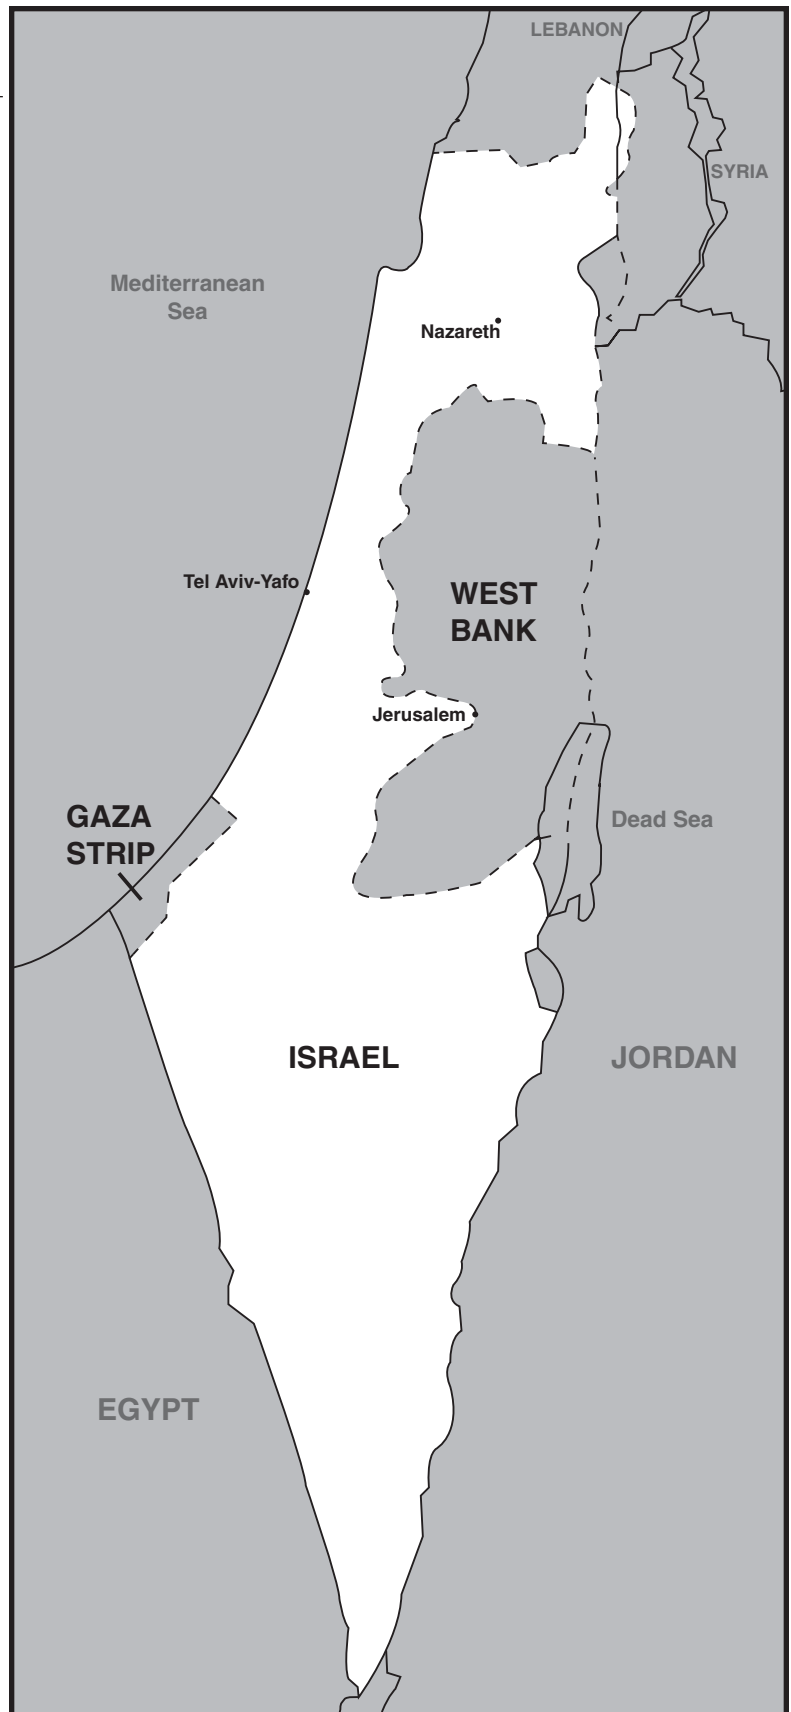 LEBANON
SYRIA
Mediterranean
Sea
Nazareth
Tel Aviv-Yafo
WEST
BANK
Jerusalem
GAZA
STRIP
Dead Sea
ISRAEL
JORDAN
EGYPT